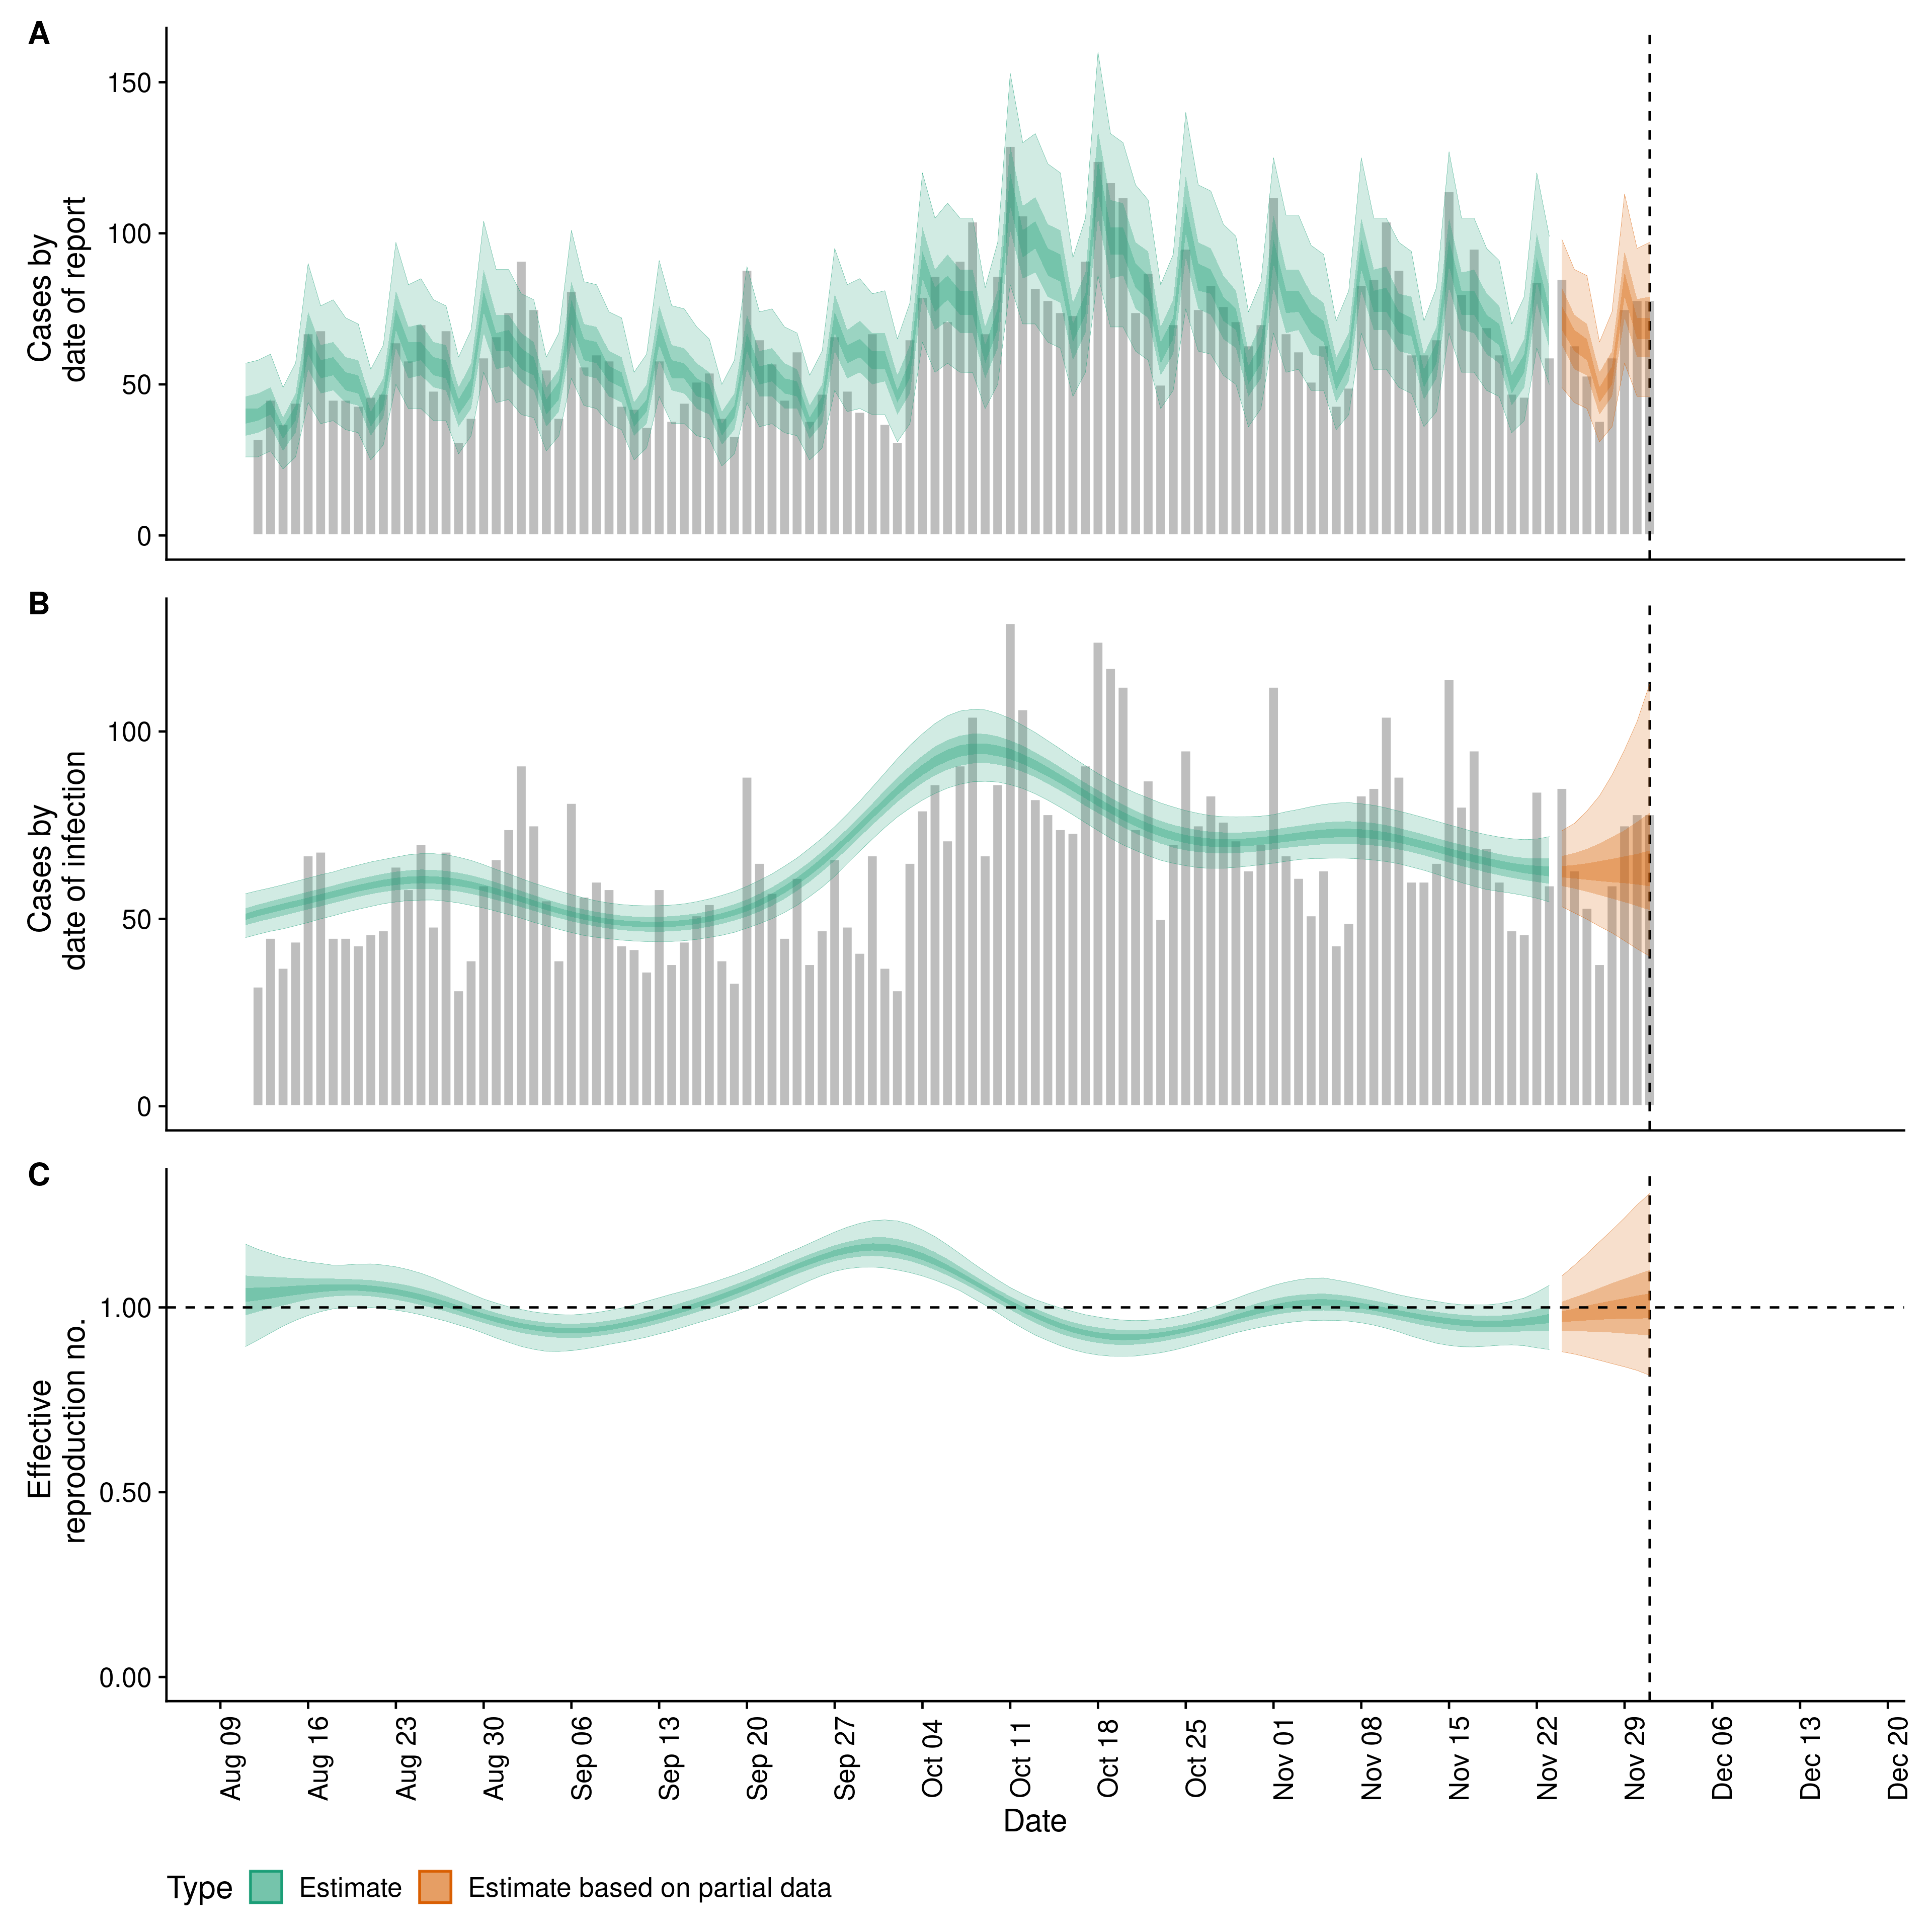 A
150
100
50
0
Cases by
date of report
B
100
50
0
Cases by
date of infection
C
1.00
0.50
0.00
Effective
reproduction no.
Aug 09
Aug 16
Aug 23
Aug 30
Sep 06
Sep 13
Sep 20
Sep 27
Oct 04
Oct 11
Oct 18
Oct 25
Nov 01
Nov 08
Nov 15
Nov 22
Nov 29
Dec 06
Dec 13
Dec 20
Date
Type Estimate Estimate based on partial data